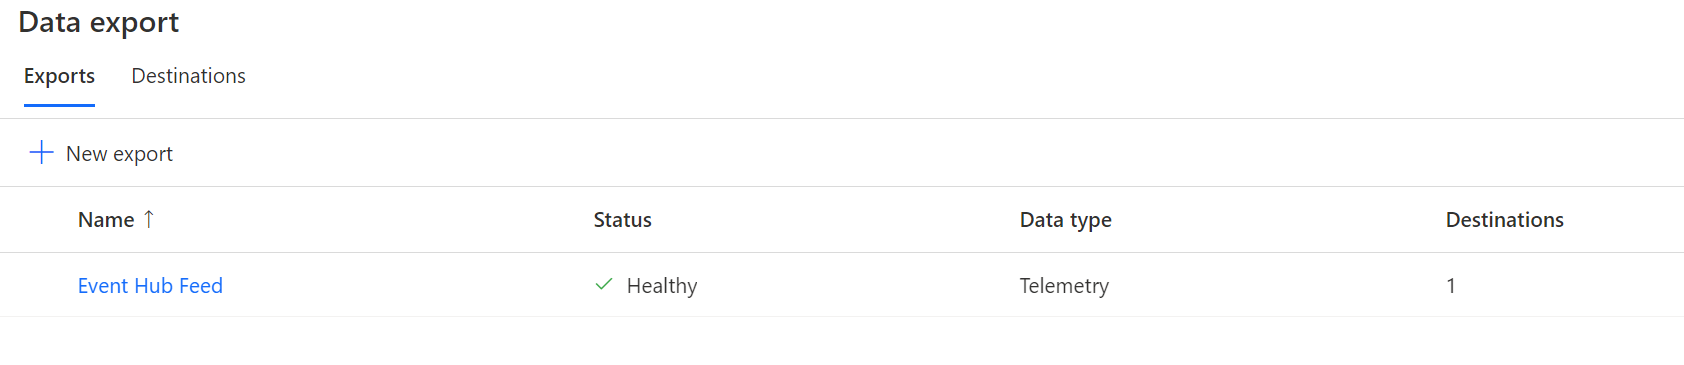 Data export
Exports Destinations
New export
Name ↑ Status Data type Destinations
Event Hub Feed Healthy Telemetry 1